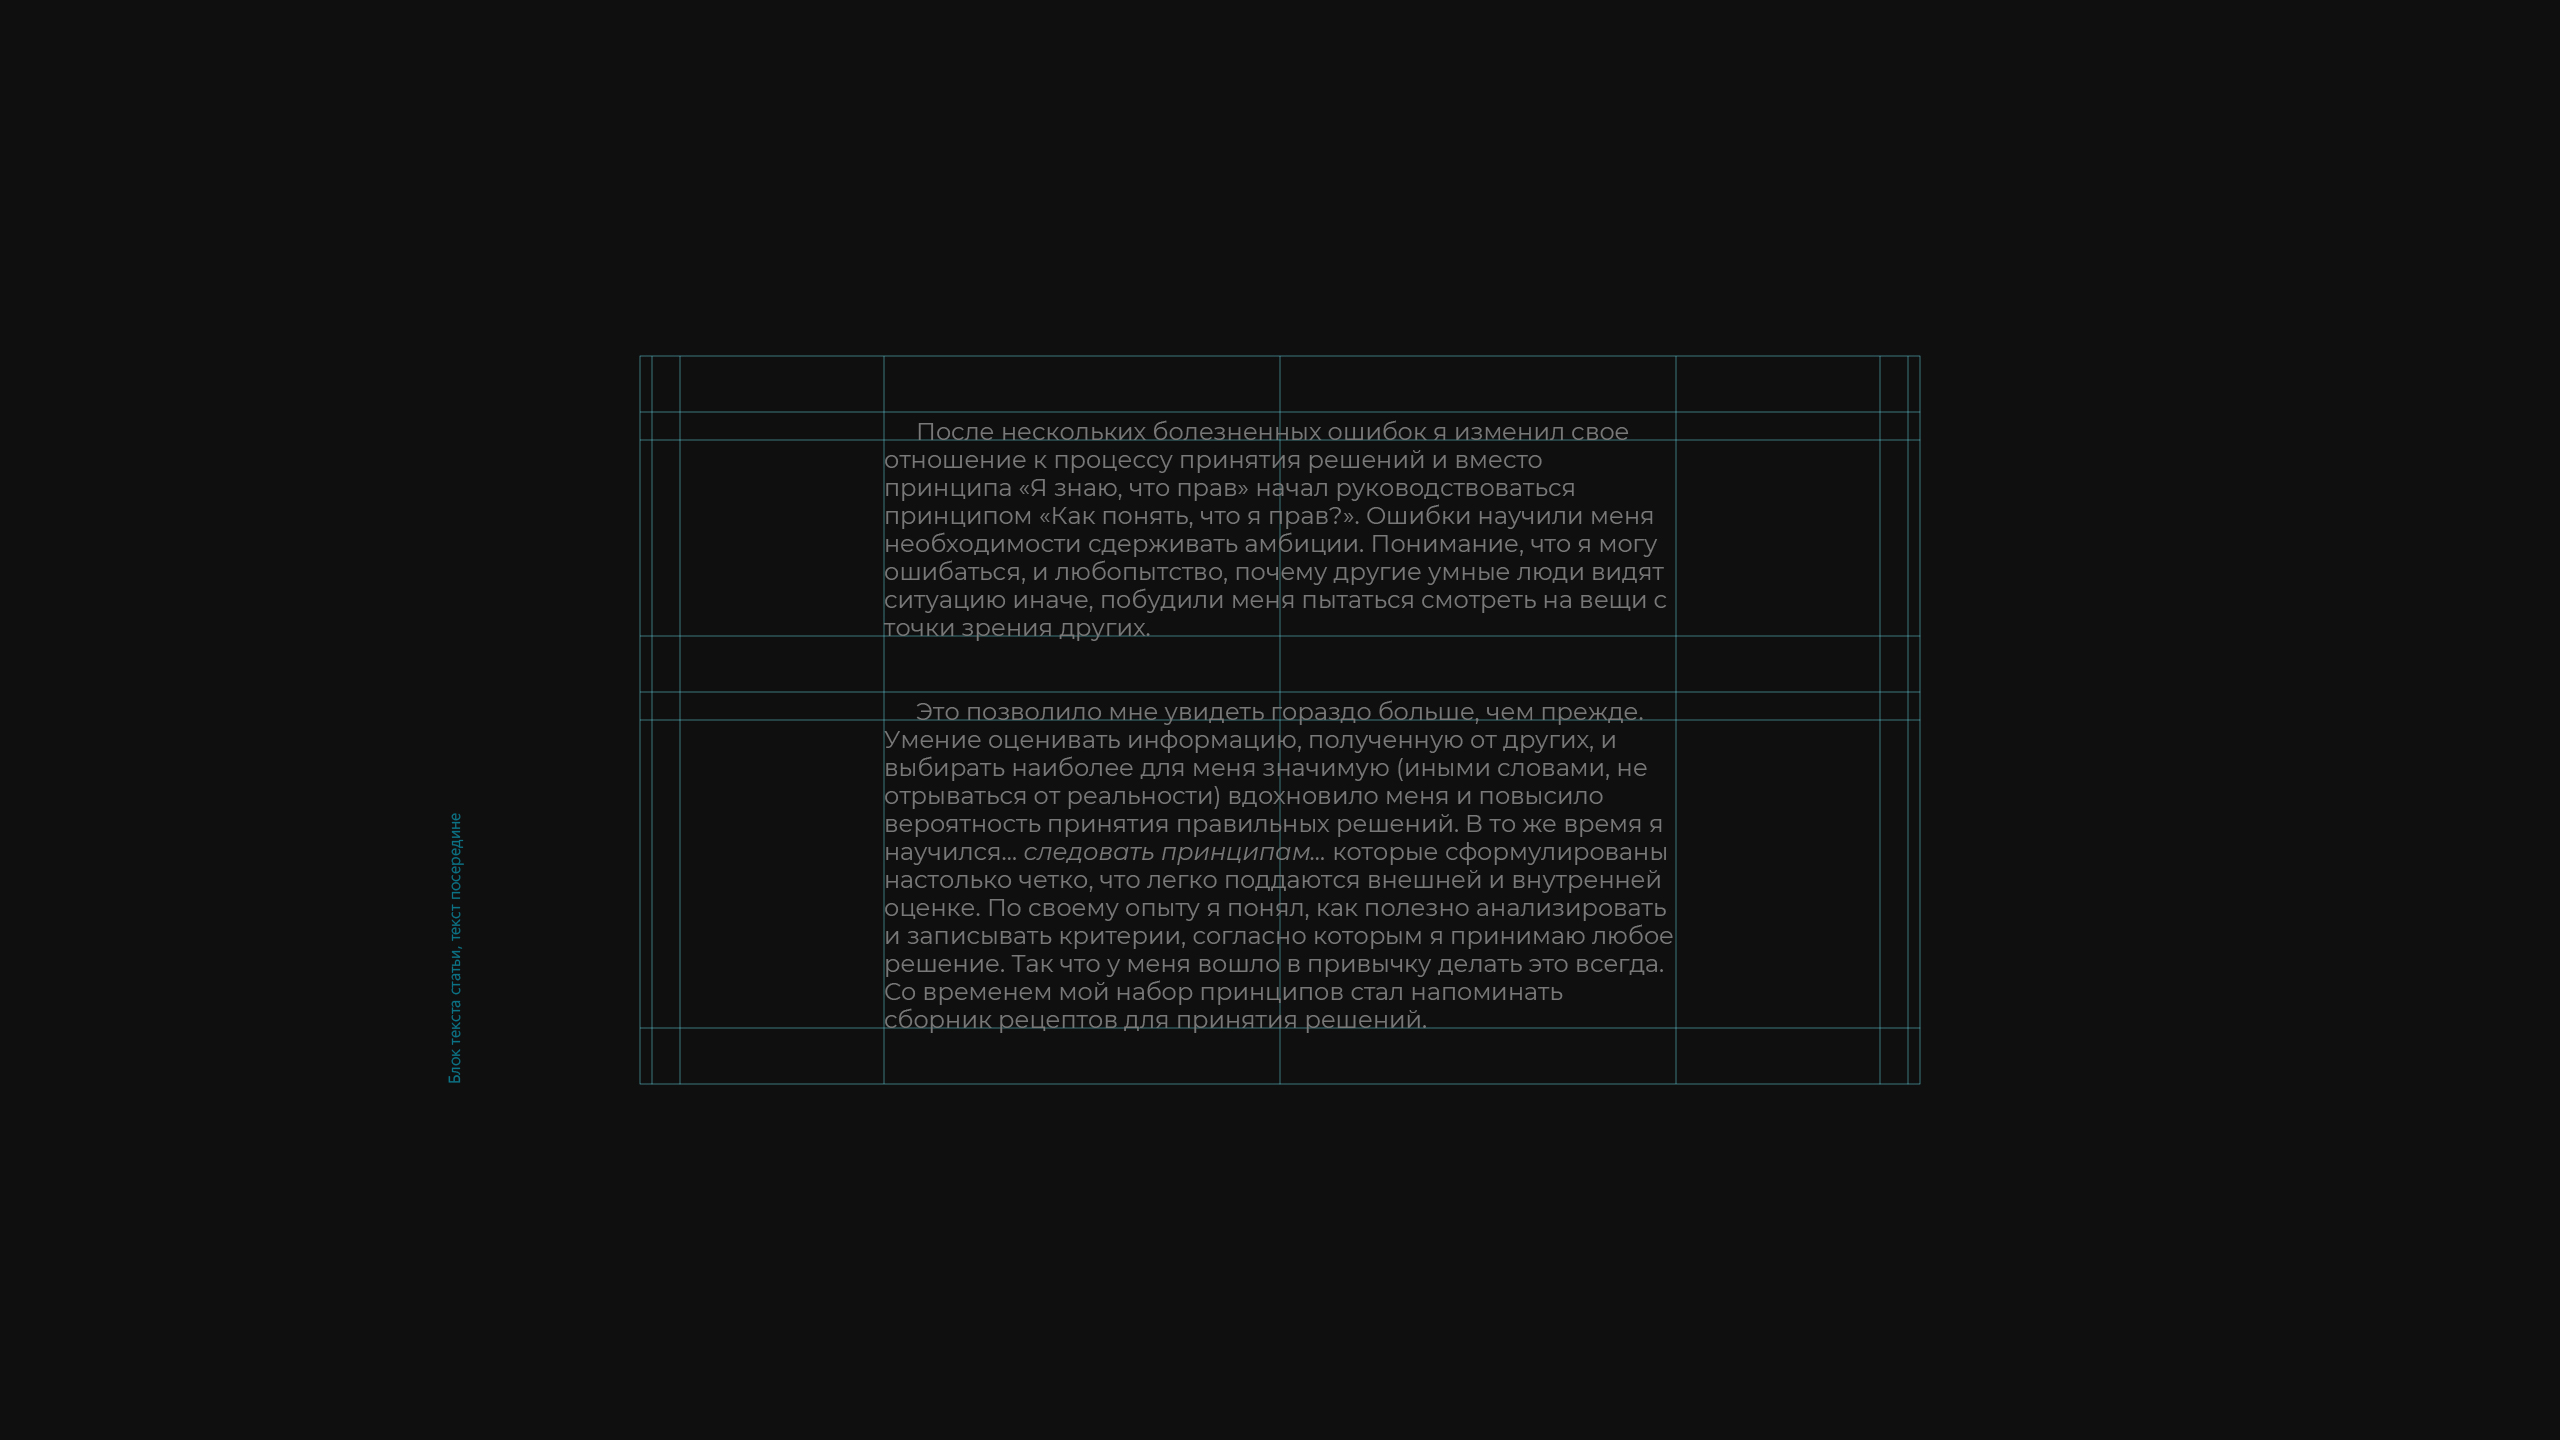 После нескольких болезненных ошибок я изменил свое
отношение к процессу принятия решений и вместо
принципа «Я знаю, что прав» начал руководствоваться
принципом «Как понять, что я прав?». Ошибки научили меня
необходимости сдерживать амбиции. Понимание, что я могу
ошибаться, и любопытство, почему другие умные люди видят
ситуацию иначе, побудили меня пытаться смотреть на вещи с
точки зрения других.
Это позволило мне увидеть гораздо больше, чем прежде.
Умение оценивать информацию, полученную от других, и
выбирать наиболее для меня значимую (иными словами, не
отрываться от реальности) вдохновило меня и повысило
вероятность принятия правильных решений. В то же время я
научился... следовать принципам... которые сформулированы
настолько четко, что легко поддаются внешней и внутренней
оценке. По своему опыту я понял, как полезно анализировать
и записывать критерии, согласно которым я принимаю любое
решение. Так что у меня вошло в привычку делать это всегда.
Со временем мой набор принципов стал напоминать
сборник рецептов для принятия решений.
Блок текста статьи, текст посередине